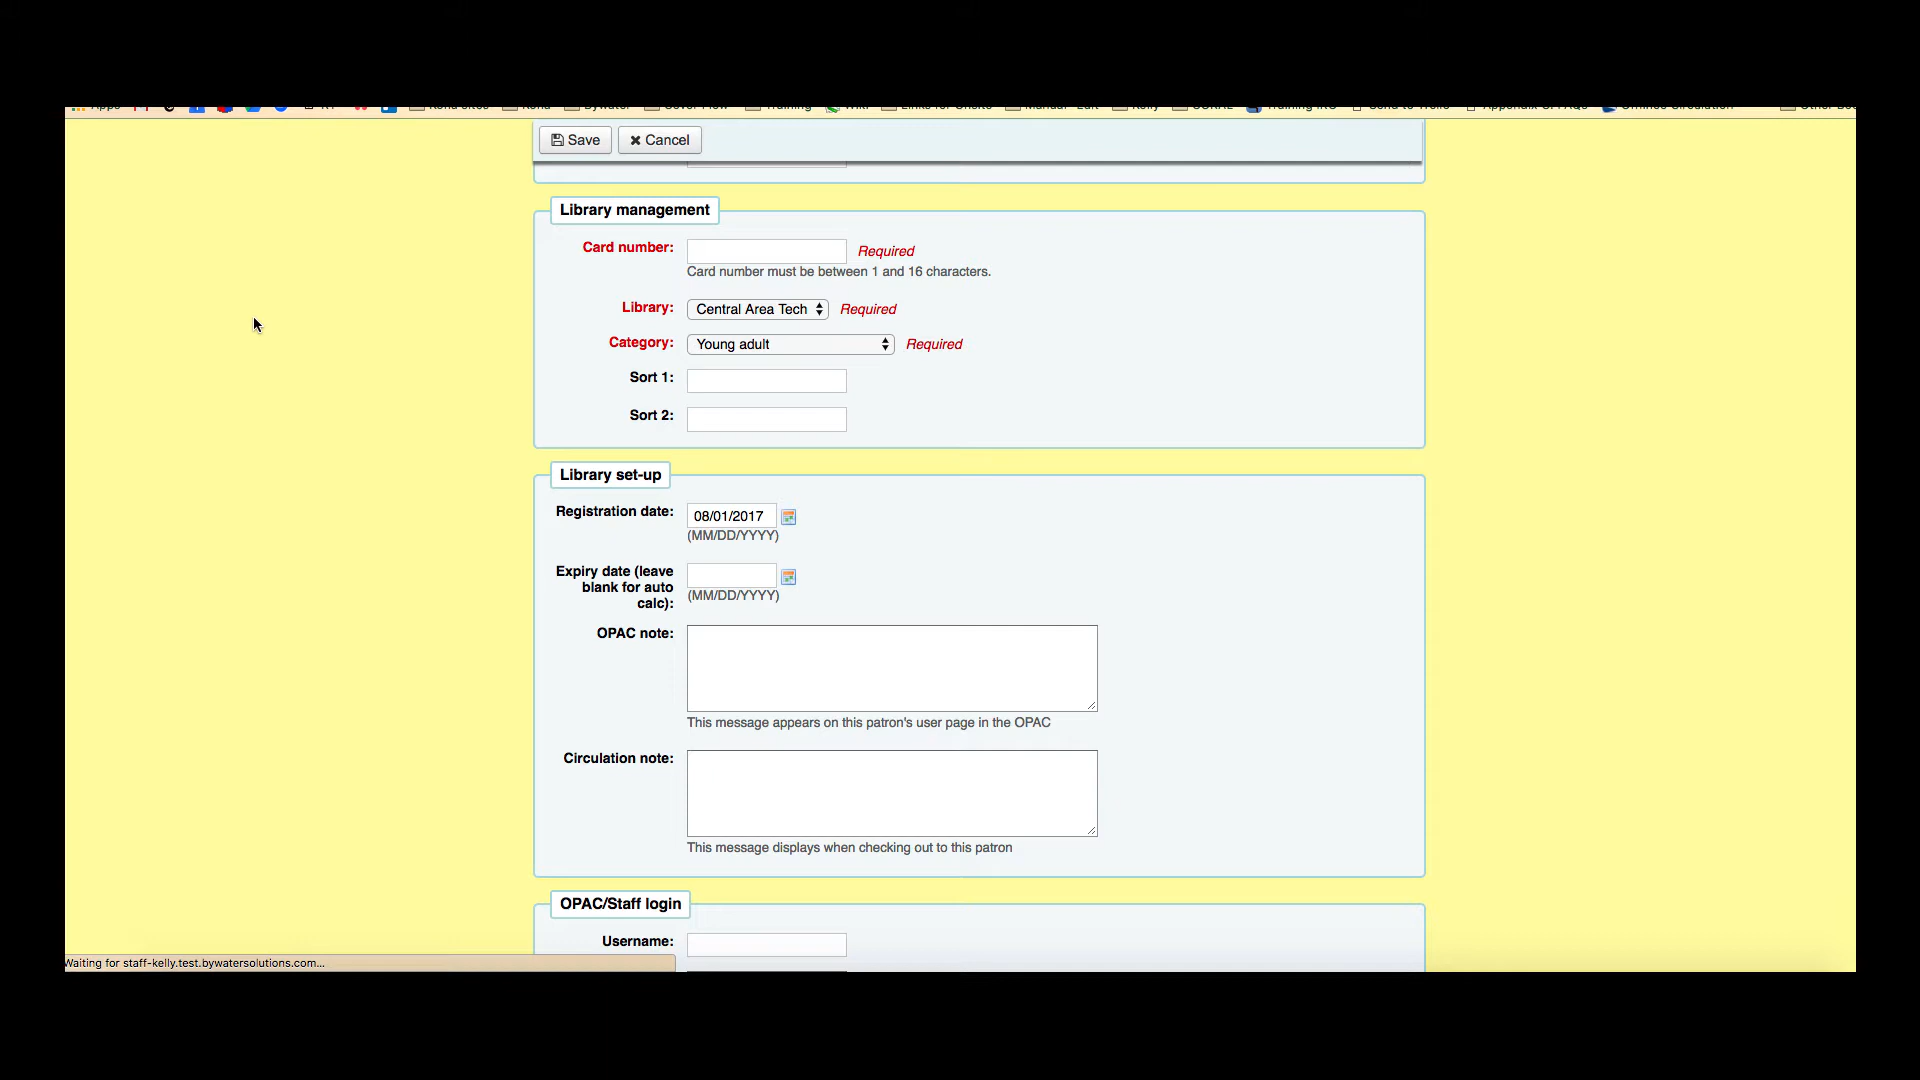 Save Cancel
Library management
Card number: Required
Card number must be between 1 and 16 characters.
Library: Central Area Tech Required
Category: Young adult Required
Sort 1:
Sort 2:
Library set-up
Registration date: 08/01/2017
(MM/DD/YYYY)
Expiry date (leave
blank for auto
calc):
(MM/DD/YYYY)
OPAC note:
This message appears on this patron's user page in the OPAC
Circulation note:
This message displays when checking out to this patron
OPAC/Staff login
Username:
Waiting for staff-kelly.test.bywatersolutions.com...